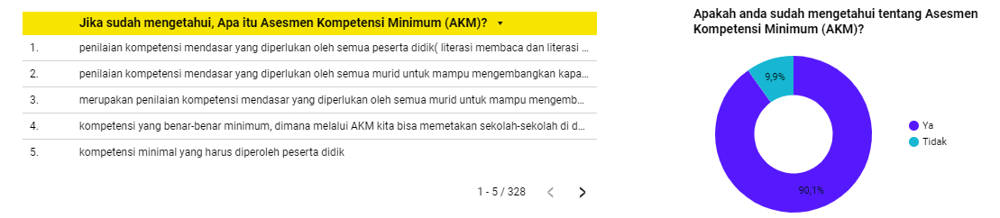 Jika sudah mengetahui, Apa itu Asesmen Kompetensi Minimum (AKM)?
1. penilaian kompetensi mendasar yang diperlukan oleh semua peserta didik( literasi membaca dan literasi ...
2. penilaian kompetensi mendasar yang diperlukan oleh semua murid untuk mampu mengembangkan kapa...
3. merupakan penilaian kompetensi mendasar yang diperlukan oleh semua murid untuk mampu mengemb...
4. kompetensi yang benar-benar minimum, dimana melalui AKM kita bisa memetakan sekolah-sekolah di d...
5. kompetensi minimal yang harus diperoleh peserta didik
1 - 5 / 328
Apakah anda sudah mengetahui tentang Asesmen
Kompetensi Minimum (AKM)?
9,9%
90,1%
Ya
Tidak